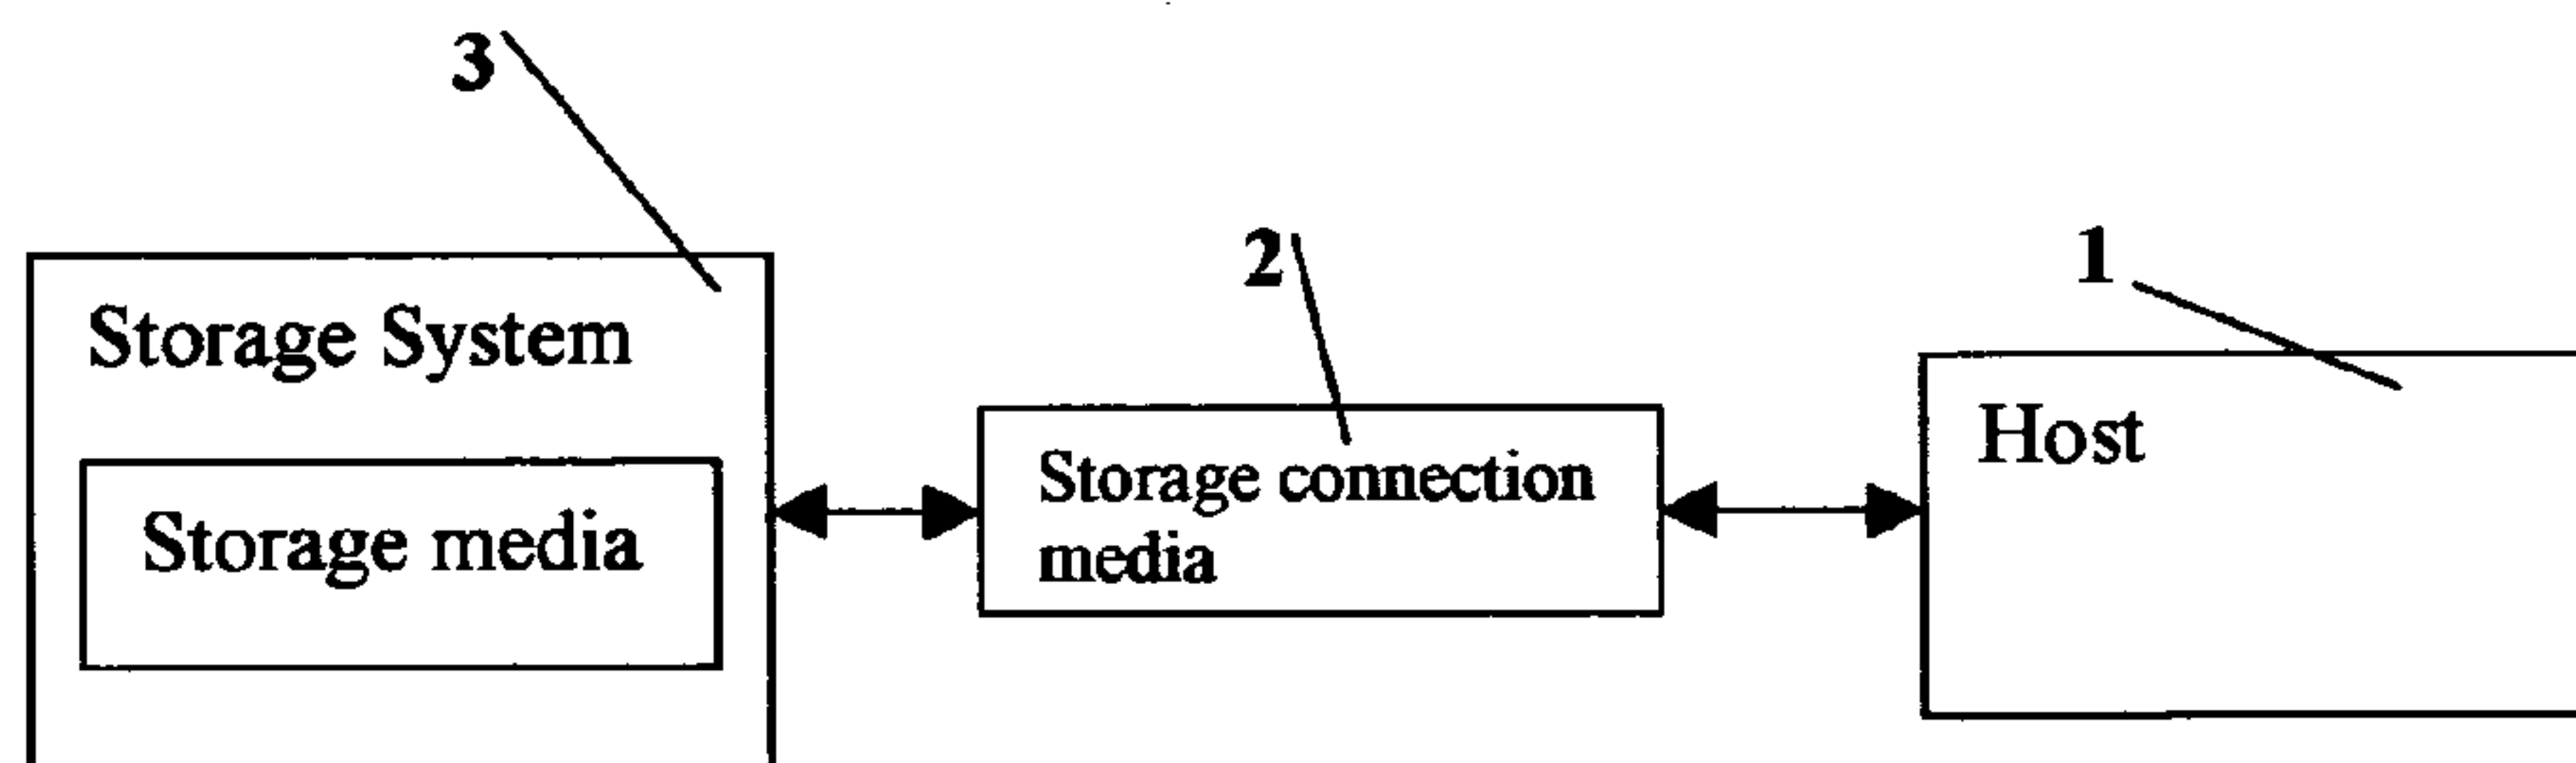 3
2
1
Storage System
Host
Storage connection
media
Storage media